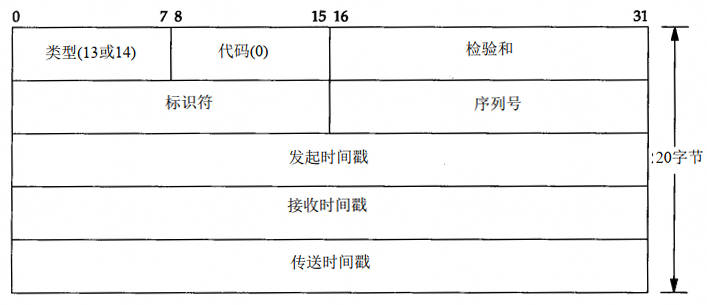 0 7 8 15 16 31
类型(13或14) 代码(0) 检验和
标识符 序列号
发起时间戳
20字节
接收时间戳
传送时间戳